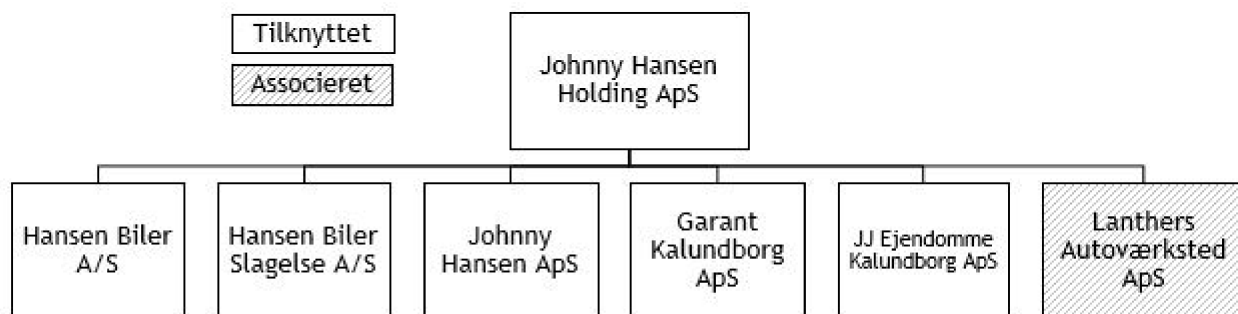 Tilknyttet
Associeret
Johnny Hansen
Holding ApS
Hansen Biler
A/S
Hansen Biler
Slagelse A/S
Johnny
Hansen ApS
Garant
Kalundborg
ApS
JJ Ejendomme
Kalundborg ApS
Lanthers
Autoværksted
ApS